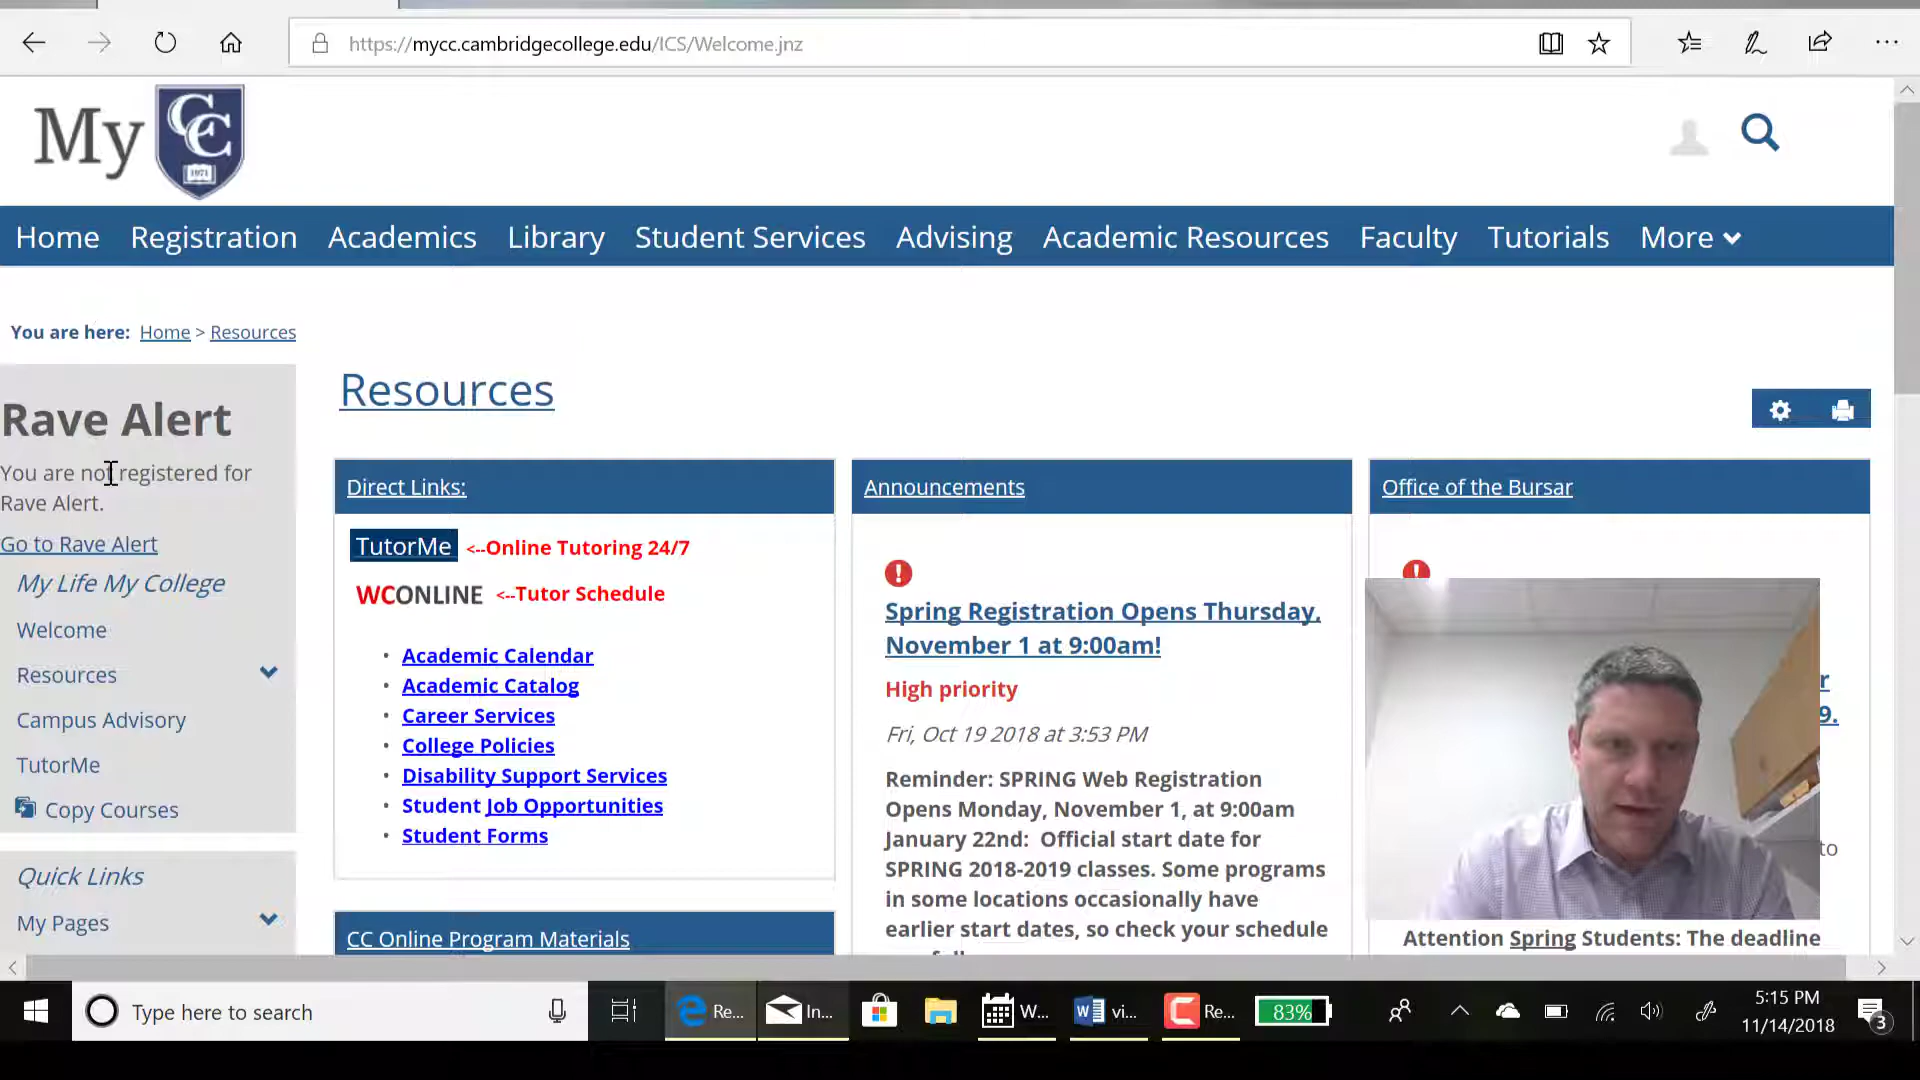 https://mycc.cambridgecollege.edu/ICS/Welcome.jnz
My CC
1971
Home Registration Academics Library Student Services Advising Academic Resources Faculty Tutorials More
You are here: Home > Resources
Rave Alert
You are not registered for
Rave Alert.
Go to Rave Alert
My Life My College
Welcome
Resources
Campus Advisory
TutorMe
Copy Courses
Quick Links
My Pages
Resources
Direct Links:
TutorMe <--Online Tutoring 24/7
WCONLINE <--Tutor Schedule
• Academic Calendar
• Academic Catalog
• Career Services
• College Policies
• Disability Support Services
• Student Job Opportunities
• Student Forms
CC Online Program Materials
Announcements
Spring Registration Opens Thursday,
November 1 at 9:00am!
High priority
Fri, Oct 19 2018 at 3:53 PM
Reminder: SPRING Web Registration
Opens Monday, November 1, at 9:00am
January 22nd: Official start date for
SPRING 2018-2019 classes. Some programs
in some locations occasionally have
earlier start dates, so check your schedule
Office of the Bursar
r
9.
to
Attention Spring Students: The deadline
Type here to search
Re...
In...
W...
vi...
Re...
83%
5:15 PM
11/14/2018
3